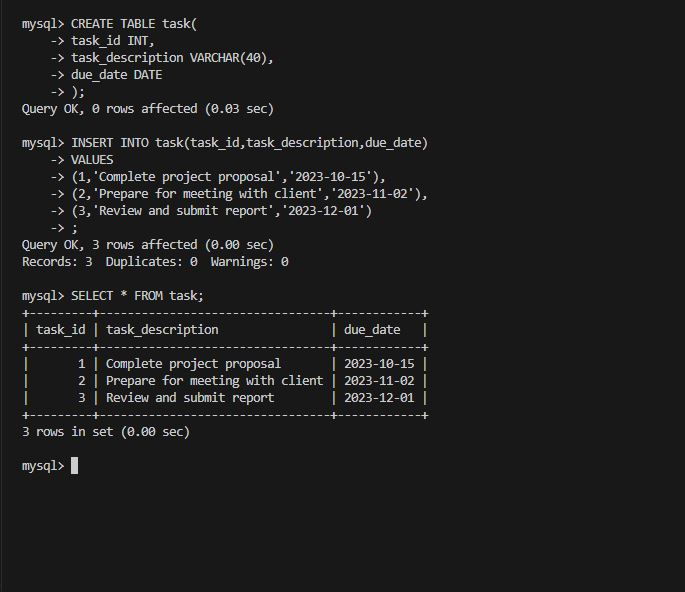 mysql> CREATE TABLE task(
    -> task_id INT,
    -> task_description VARCHAR(40),
    -> due_date DATE
    -> );
Query OK, 0 rows affected (0.03 sec)

mysql> INSERT INTO task(task_id,task_description,due_date)
    -> VALUES
    -> (1,'Complete project proposal','2023-10-15'),
    -> (2,'Prepare for meeting with client','2023-11-02'),
    -> (3,'Review and submit report','2023-12-01')
    -> ;
Query OK, 3 rows affected (0.00 sec)
Records: 3  Duplicates: 0  Warnings: 0

mysql> SELECT * FROM task;
+---------+---------------------------------+------------+
| task_id | task_description                | due_date   |
+---------+---------------------------------+------------+
|       1 | Complete project proposal       | 2023-10-15 |
|       2 | Prepare for meeting with client | 2023-11-02 |
|       3 | Review and submit report        | 2023-12-01 |
+---------+---------------------------------+------------+
3 rows in set (0.00 sec)

mysql>